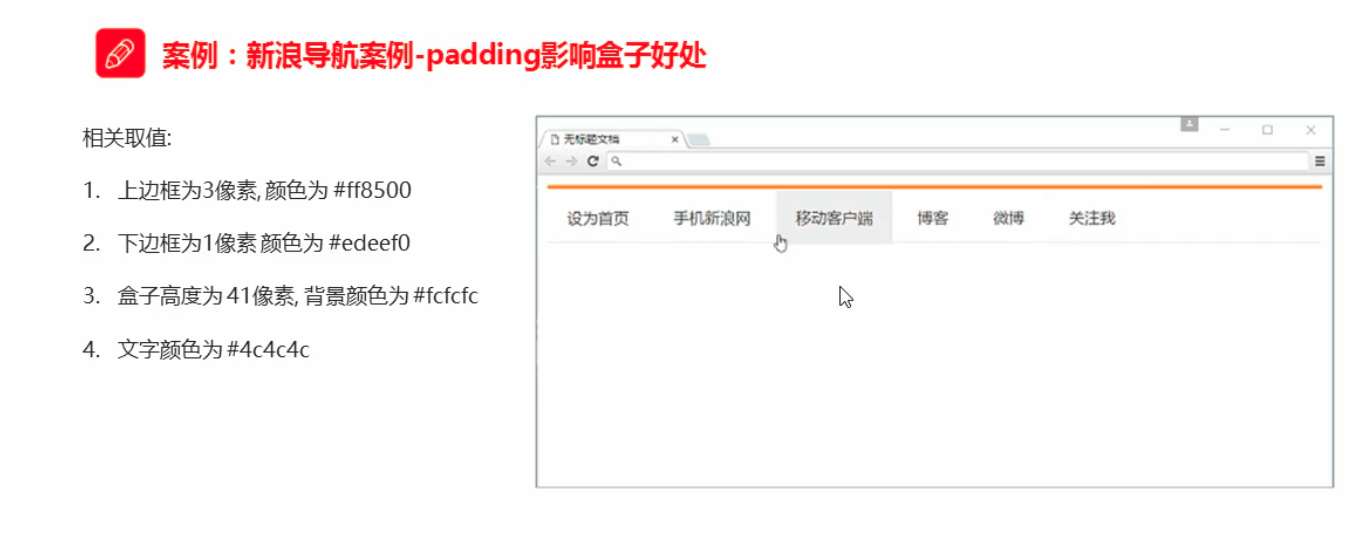 案例：新浪导航案例-padding影响盒子好处
相关取值:
1. 上边框为3像素, 颜色为 #ff8500
2. 下边框为1像素 颜色为 #edeef0
3. 盒子高度为 41像素, 背景颜色为 #fcfcfc
4. 文字颜色为 #4c4c4c
无标题文档
设为首页 手机新浪网 移动客户端 博客 微博 关注我